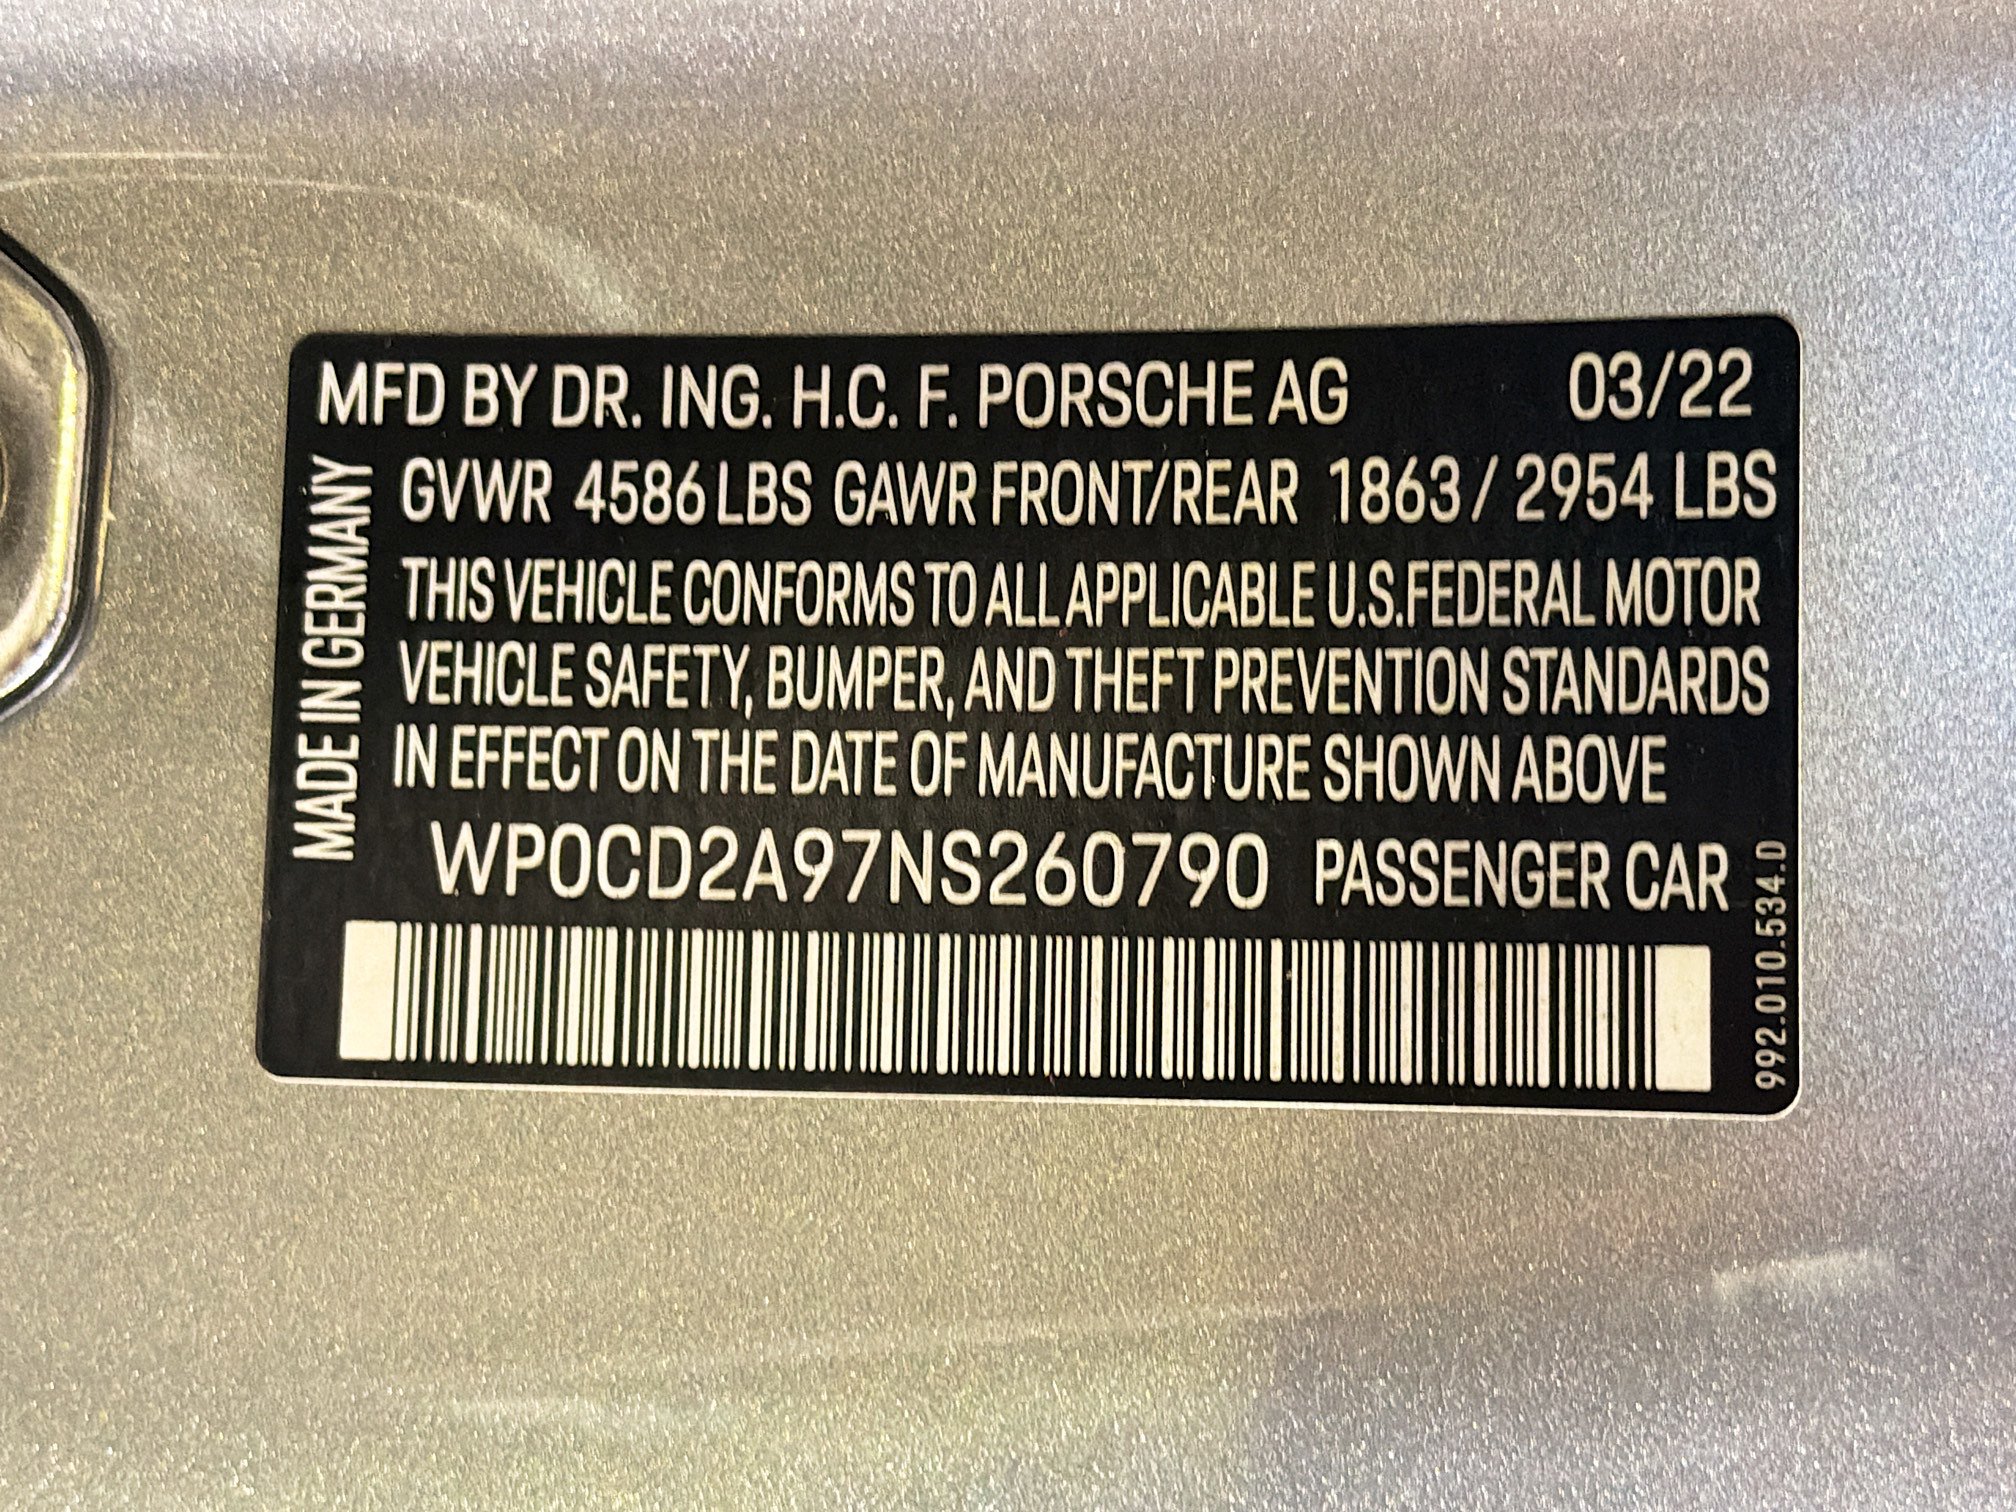 MFD BY DR. ING. H.C. F. PORSCHE AG 03/22
GVWR 4586 LBS GAWR FRONT/REAR 1863 / 2954 LBS
THIS VEHICLE CONFORMS TO ALL APPLICABLE U.S.FEDERAL MOTOR
VEHICLE SAFETY, BUMPER, AND THEFT PREVENTION STANDARDS
IN EFFECT ON THE DATE OF MANUFACTURE SHOWN ABOVE
WP0CD2A97NS260790 PASSENGER CAR
MADE IN GERMANY
992.010.534.D